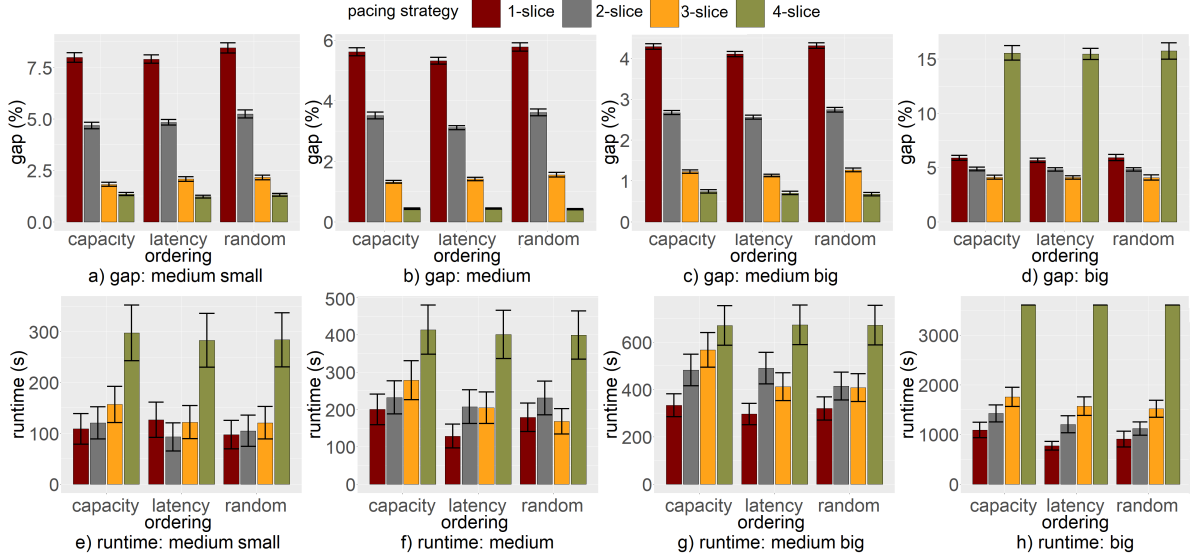 pacing strategy 1-slice 2-slice 3-slice 4-slice
gap (%)
7.5
5.0
2.5
0.0
capacity latency random
ordering
a) gap: medium small
gap (%)
6
4
2
0
capacity latency random
ordering
b) gap: medium
gap (%)
4
3
2
1
0
capacity latency random
ordering
c) gap: medium big
gap (%)
15
10
5
0
capacity latency random
ordering
d) gap: big
runtime (s)
300
200
100
0
capacity latency random
ordering
e) runtime: medium small
runtime (s)
500
400
300
200
100
0
capacity latency random
ordering
f) runtime: medium
runtime (s)
600
400
200
0
capacity latency random
ordering
g) runtime: medium big
runtime (s)
3000
2000
1000
0
capacity latency random
ordering
h) runtime: big